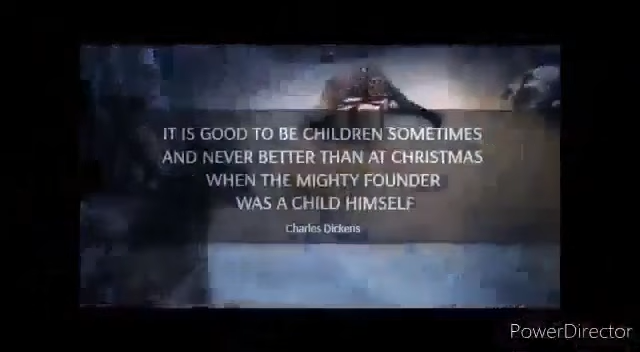 IT IS GOOD TO BE CHILDREN SOMETIMES
AND NEVER BETTER THAN AT CHRISTMAS
WHEN THE MIGHTY FOUNDER
WAS A CHILD HIMSELF
Charles Dickens
PowerDirector